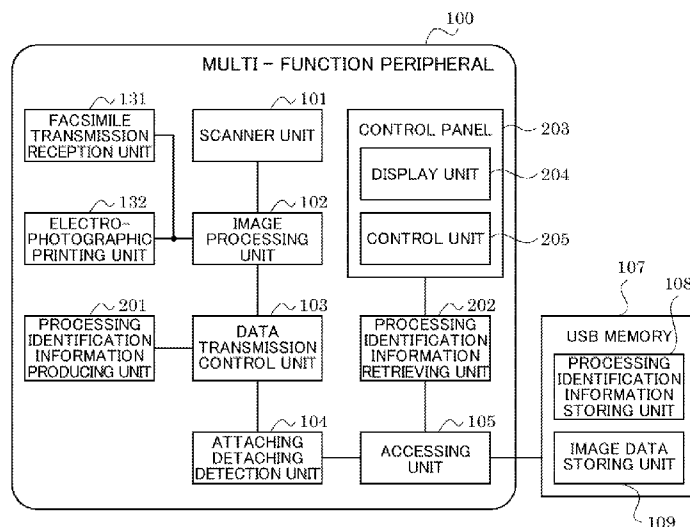 100
MULTI-FUNCTION PERIPHERAL
131
FACSIMILE
TRANSMISSION
RECEPTION UNIT
101
SCANNER UNIT
CONTROL PANEL
203
DISPLAY UNIT
204
CONTROL UNIT
205
132
ELECTRO-
PHOTOGRAPHIC
PRINTING UNIT
102
IMAGE
PROCESSING
UNIT
201
PROCESSING
IDENTIFICATION
INFORMATION
PRODUCING UNIT
103
DATA
TRANSMISSION
CONTROL UNIT
202
PROCESSING
IDENTIFICATION
INFORMATION
RETRIEVING UNIT
104
ATTACHING
DETACHING
DETECTION UNIT
105
ACCESSING
UNIT
107
USB MEMORY
108
PROCESSING
IDENTIFICATION
INFORMATION
STORING UNIT
IMAGE DATA
STORING UNIT
109